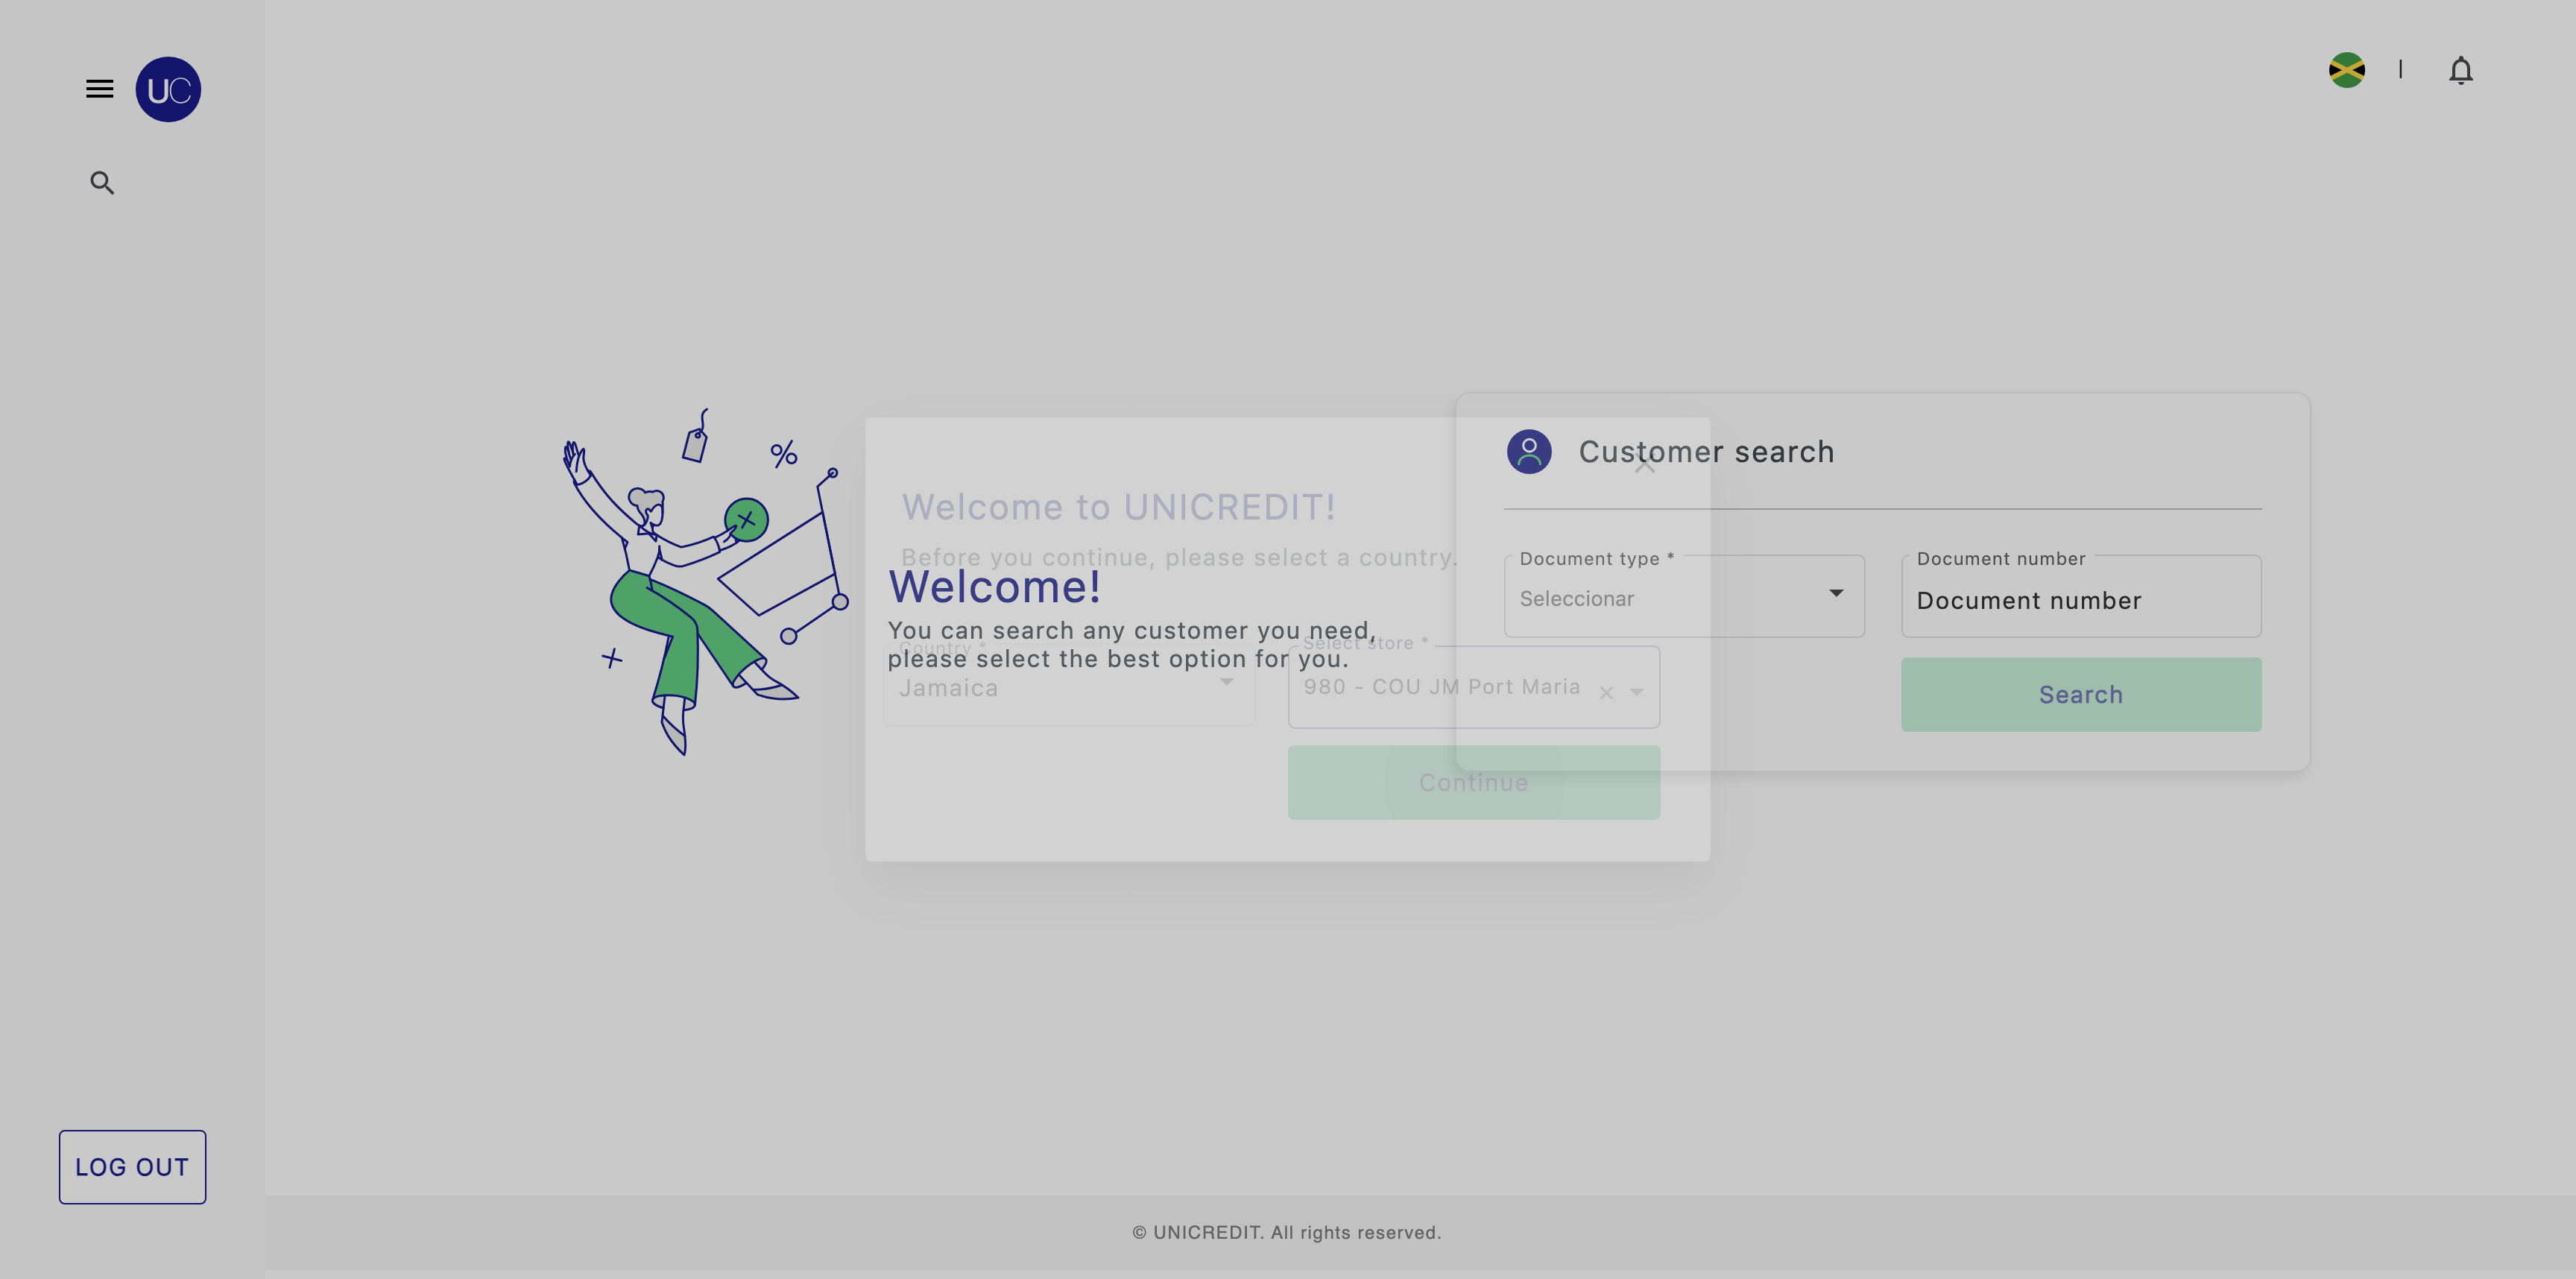 UC
Customer search
Welcome to UNICREDIT!
Before you continue, please select a country.
Document type *
Seleccionar
Document number
Document number
Welcome!
You can search any customer you need,
please select the best option for you.
Country *
Jamaica
Select store *
980 - COU JM Port Maria
Search
Continue
LOG OUT
© UNICREDIT. All rights reserved.